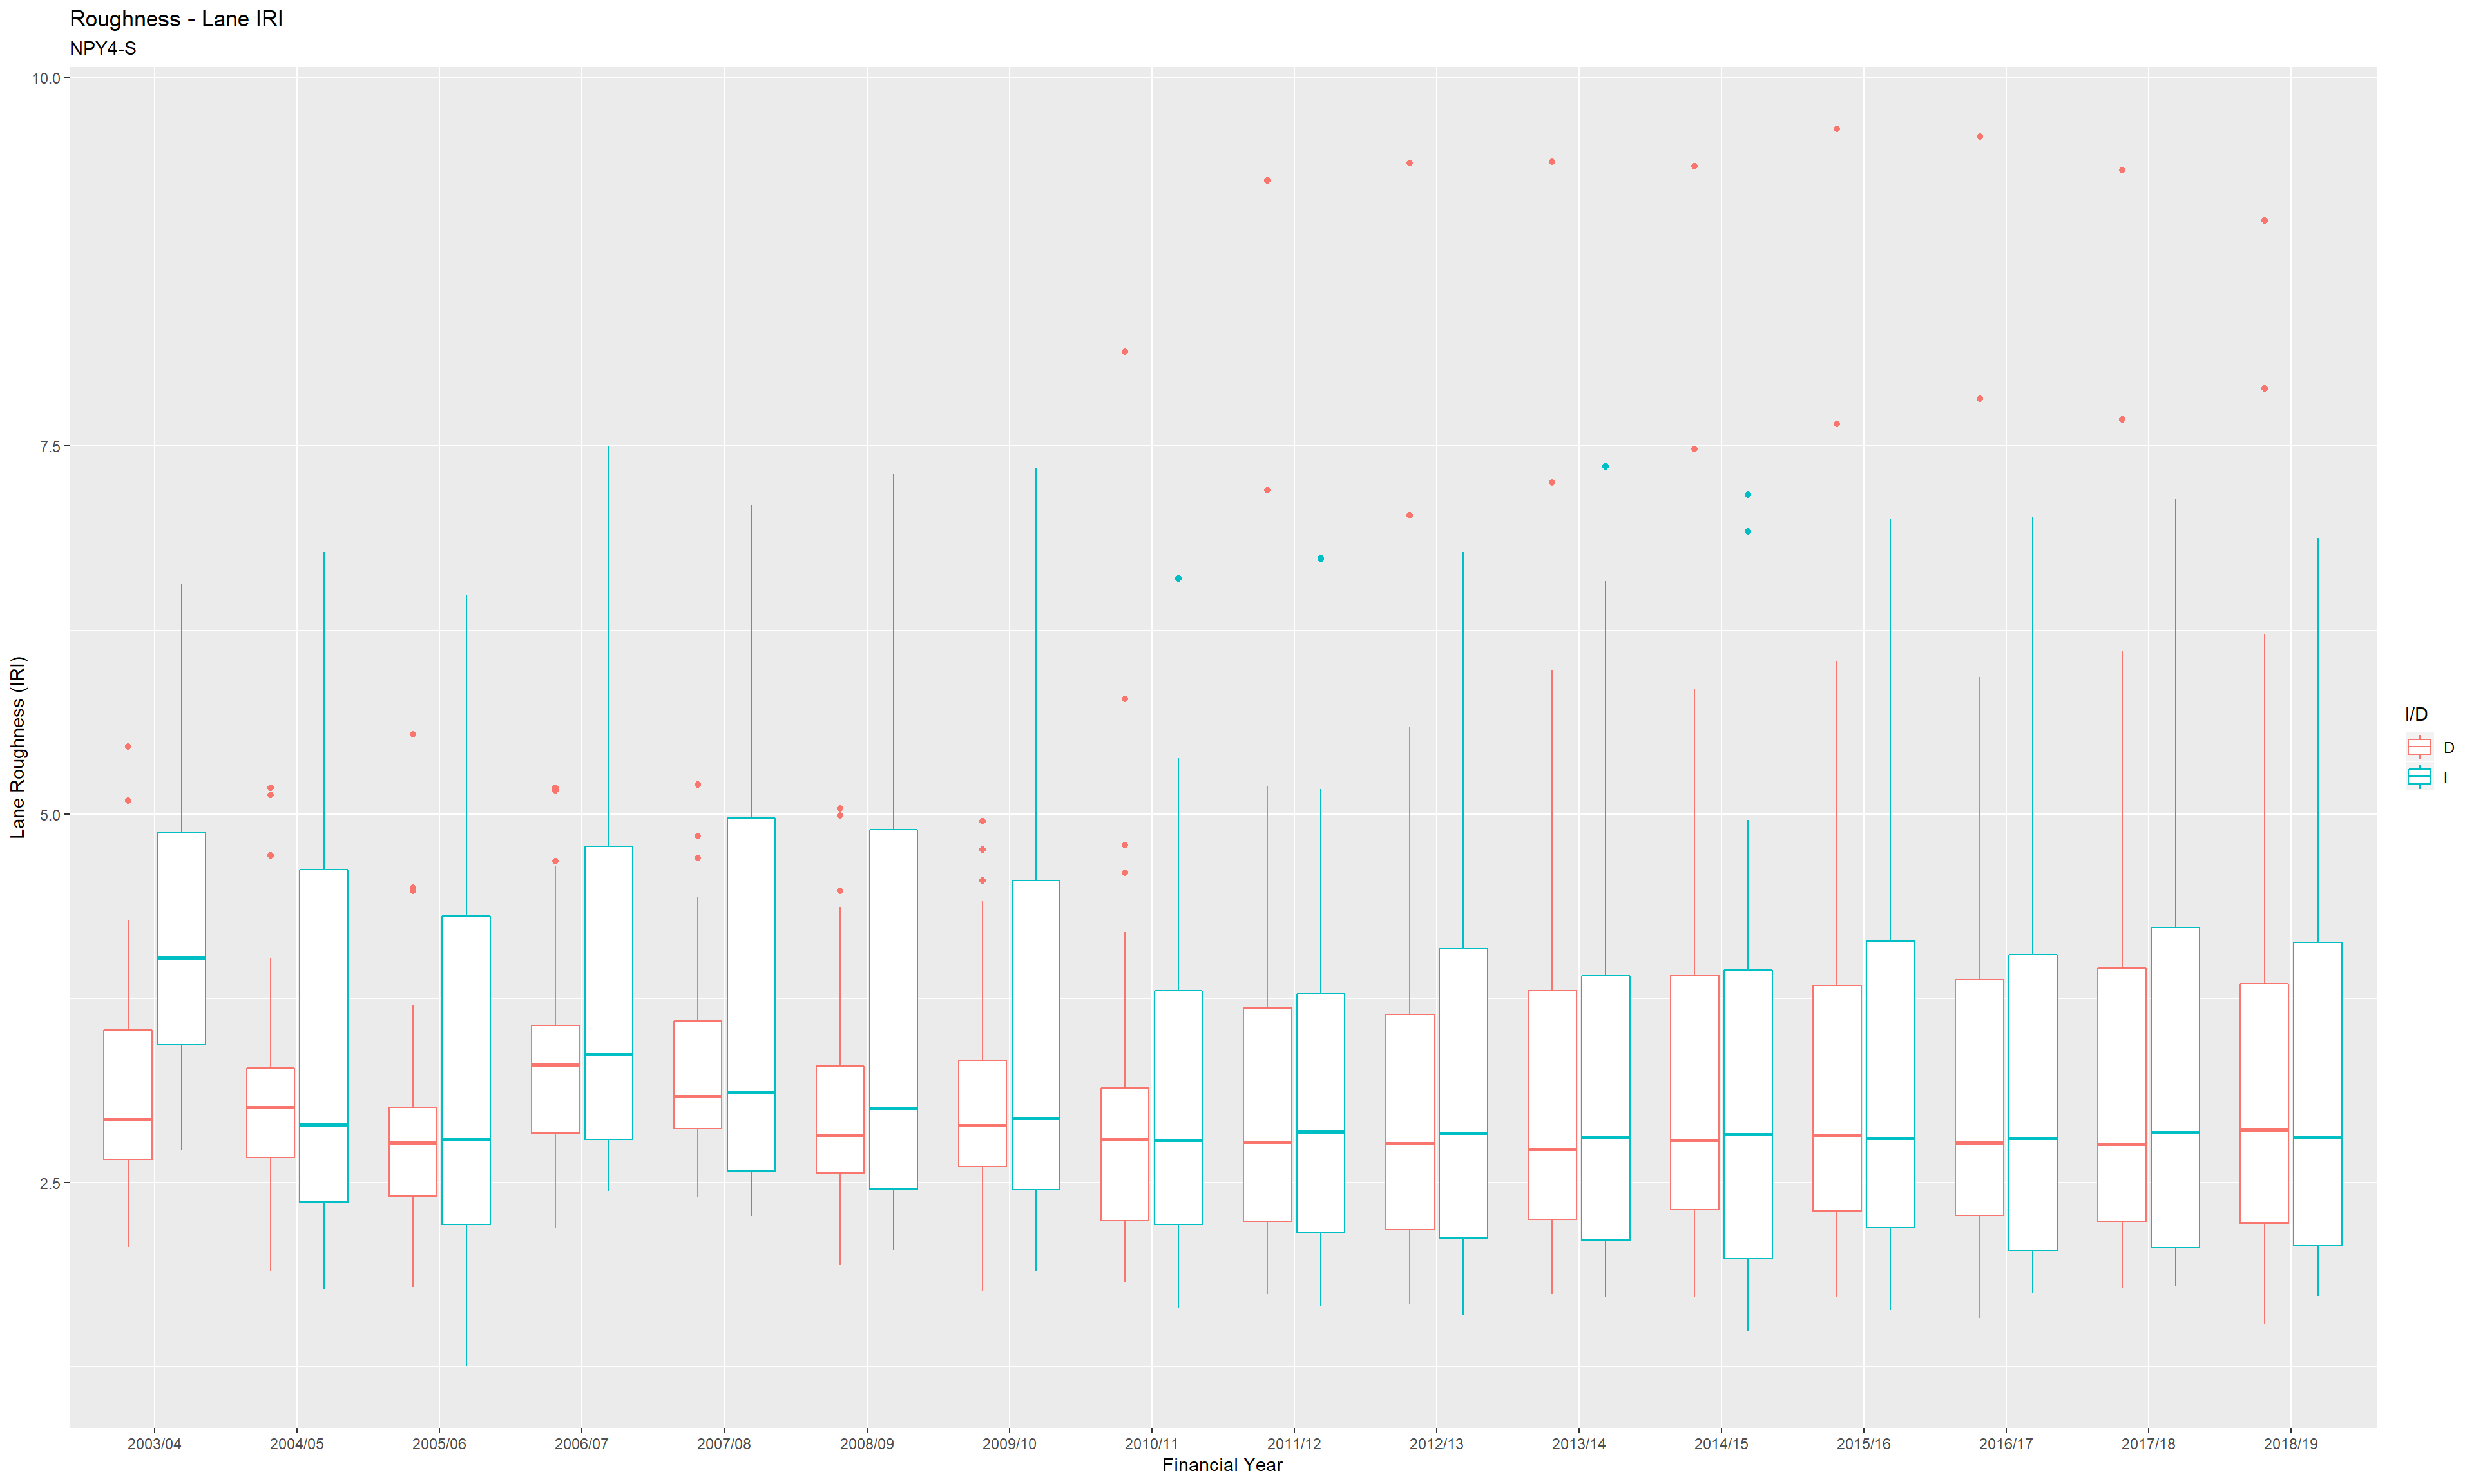 Roughness - Lane IRI
NPY4-S
Lane Roughness (IRI)
10.0
7.5
5.0
2.5
2003/04 2004/05 2005/06 2006/07 2007/08 2008/09 2009/10 2010/11 2011/12 2012/13 2013/14 2014/15 2015/16 2016/17 2017/18 2018/19
Financial Year
I/D
D
I